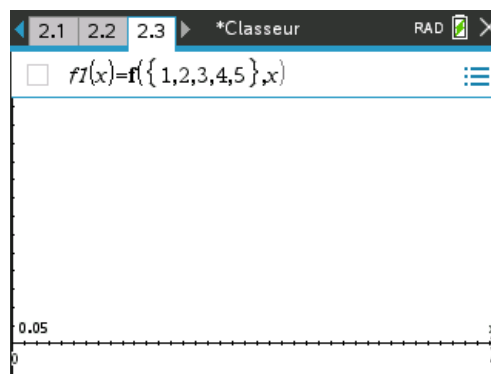 2.1 2.2 2.3 *Classeur RAD
f1(x)=f({1,2,3,4,5},x)
0.05
0